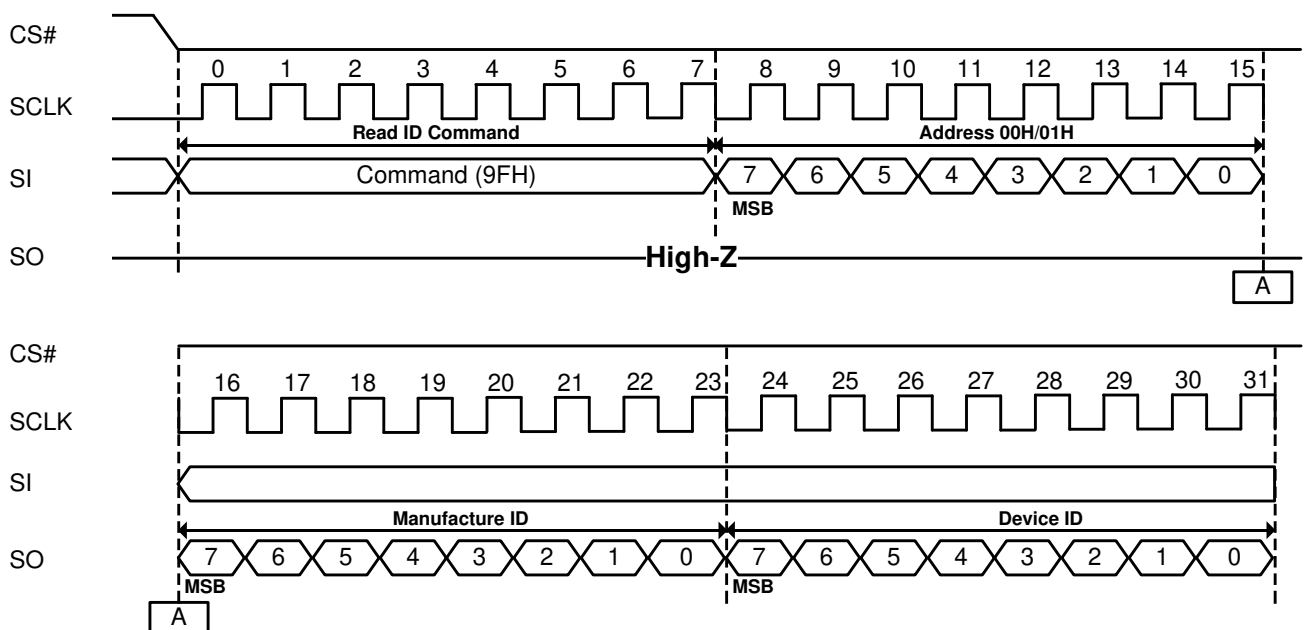 CS#
0 1 2 3 4 5 6 7 8 9 10 11 12 13 14 15
SCLK
Read ID Command Address 00H/01H
SI Command (9FH) 7 6 5 4 3 2 1 0
MSB
SO High-Z
A
CS#
16 17 18 19 20 21 22 23 24 25 26 27 28 29 30 31
SCLK
SI
Manufacture ID Device ID
SO 7 6 5 4 3 2 1 0 7 6 5 4 3 2 1 0
MSB MSB
A